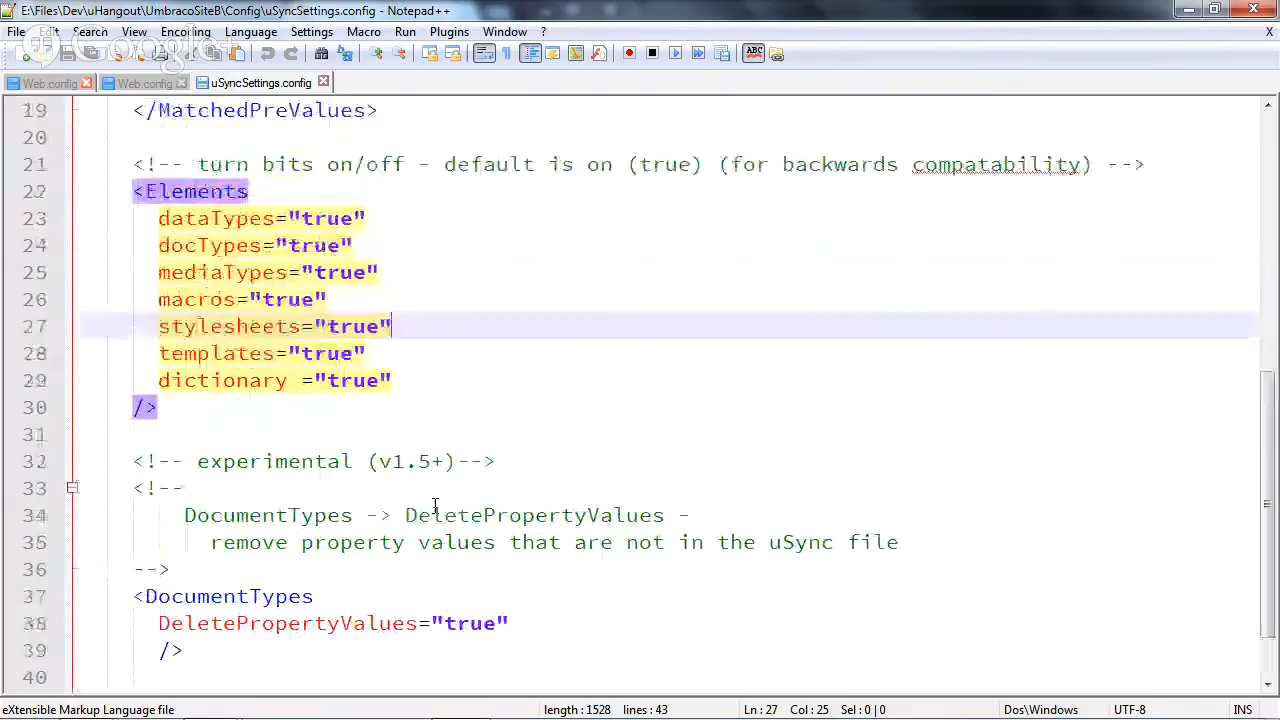 E:\Files\Dev\uHangout\UmbracoSiteB\Config\uSyncSettings.config - Notepad++
File Edit Search View Encoding Language Settings Macro Run Plugins Window ? X
Google+
ABC
Web.config Web.config uSyncSettings.config
19 </MatchedPreValues>
20
21 <!-- turn bits on/off - default is on (true) (for backwards compatability) -->
22 <Elements
23 dataTypes="true"
24 docTypes="true"
25 mediaTypes="true"
26 macros="true"
27 stylesheets="true"
28 templates="true"
29 dictionary ="true"
30 />
31
32 <!-- experimental (v1.5+)-->
33 <!--
34 DocumentTypes -> DeletePropertyValues -
35 remove property values that are not in the uSync file
36 -->
37 <DocumentTypes
38 DeletePropertyValues="true"
39 />
40
eXtensible Markup Language file length : 1528 lines : 43 Ln : 27 Col : 25 Sel : 0 | 0 Dos\Windows UTF-8 INS